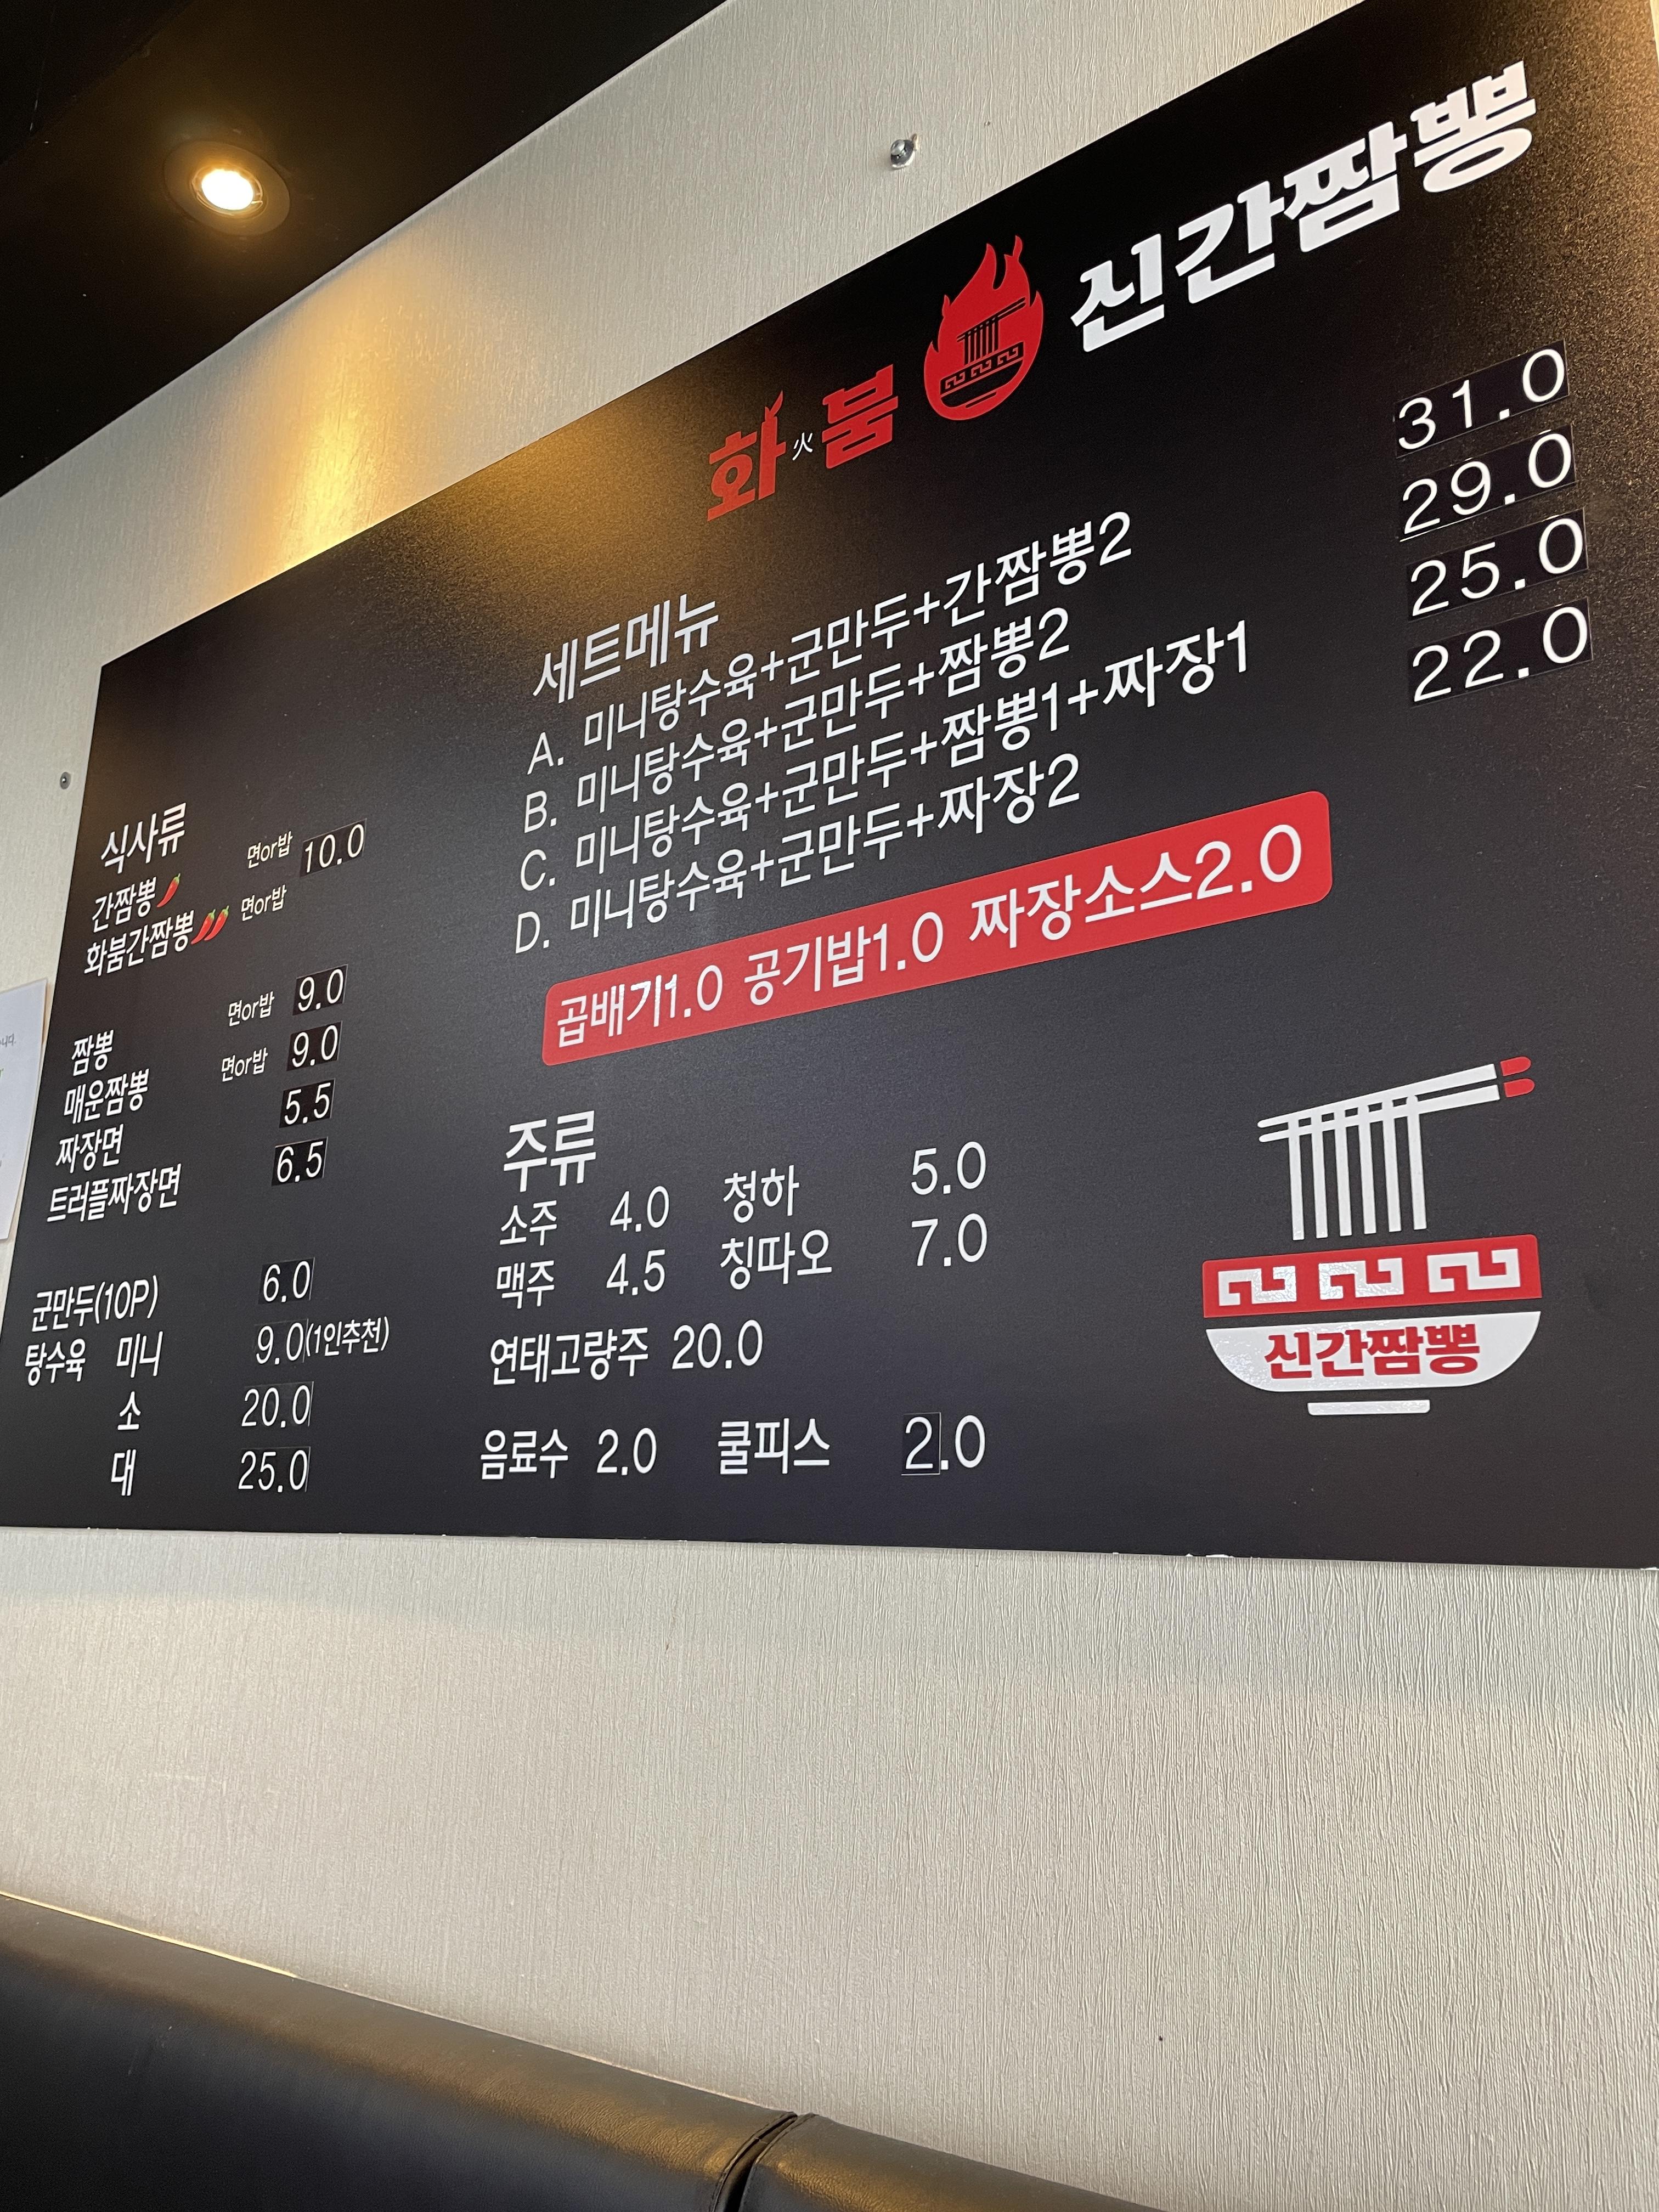 화火붐 신간짬뽕
식사류
간짬뽕 면or밥 10.0
화붐간짬뽕 면or밥
짬뽕 면or밥 9.0
매운짬뽕 면or밥 9.0
짜장면 5.5
트러플짜장면 6.5
군만두(10P) 6.0
탕수육 미니 9.0(1인추천)
소 20.0
대 25.0
세트메뉴
A. 미니탕수육+군만두+간짬뽕2 31.0
B. 미니탕수육+군만두+짬뽕2 29.0
C. 미니탕수육+군만두+짬뽕1+짜장1 25.0
D. 미니탕수육+군만두+짜장2 22.0
곱배기1.0 공기밥1.0 짜장소스2.0
주류
소주 4.0 청하 5.0
맥주 4.5 칭따오 7.0
연태고량주 20.0
음료수 2.0 쿨피스 2.0
신간짬뽕